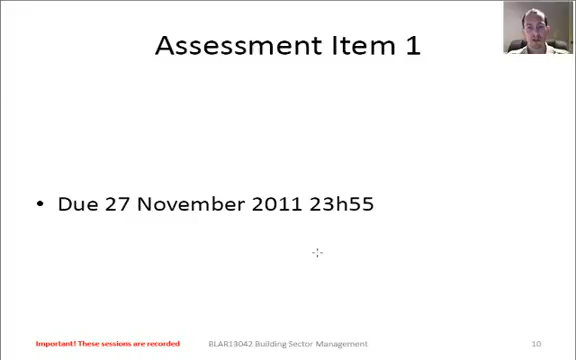 Assessment Item 1
• Due 27 November 2011 23h55
Important! These sessions are recorded
BLAR13042 Building Sector Management
10